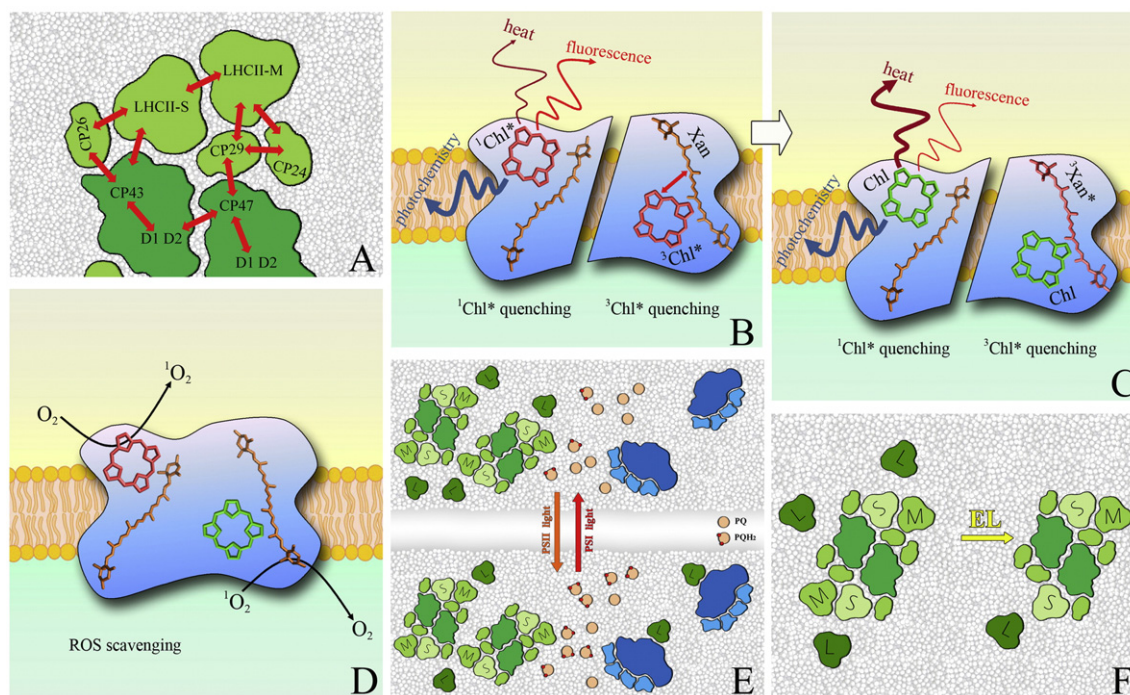 LHCII-M
LHCII-S
CP26
CP29
CP24
CP43
CP47
D1 D2
D1 D2
A
heat
fluorescence
¹Chl*
Xan
photochemistry
³Chl*
¹Chl* quenching
³Chl* quenching
B
heat
fluorescence
Chl
³Xan*
photochemistry
Chl
¹Chl* quenching
³Chl* quenching
C
¹O₂
O₂
¹O₂
O₂
ROS scavenging
D
L
S
M
L
M
S
M
S
S
M
L
L
PSII light
PSI light
PQ
PQH₂
L
S
M
L
L
M
S
M
S
S
M
L
E
L
L
S
M
EL
S
M
S
S
L
L
F